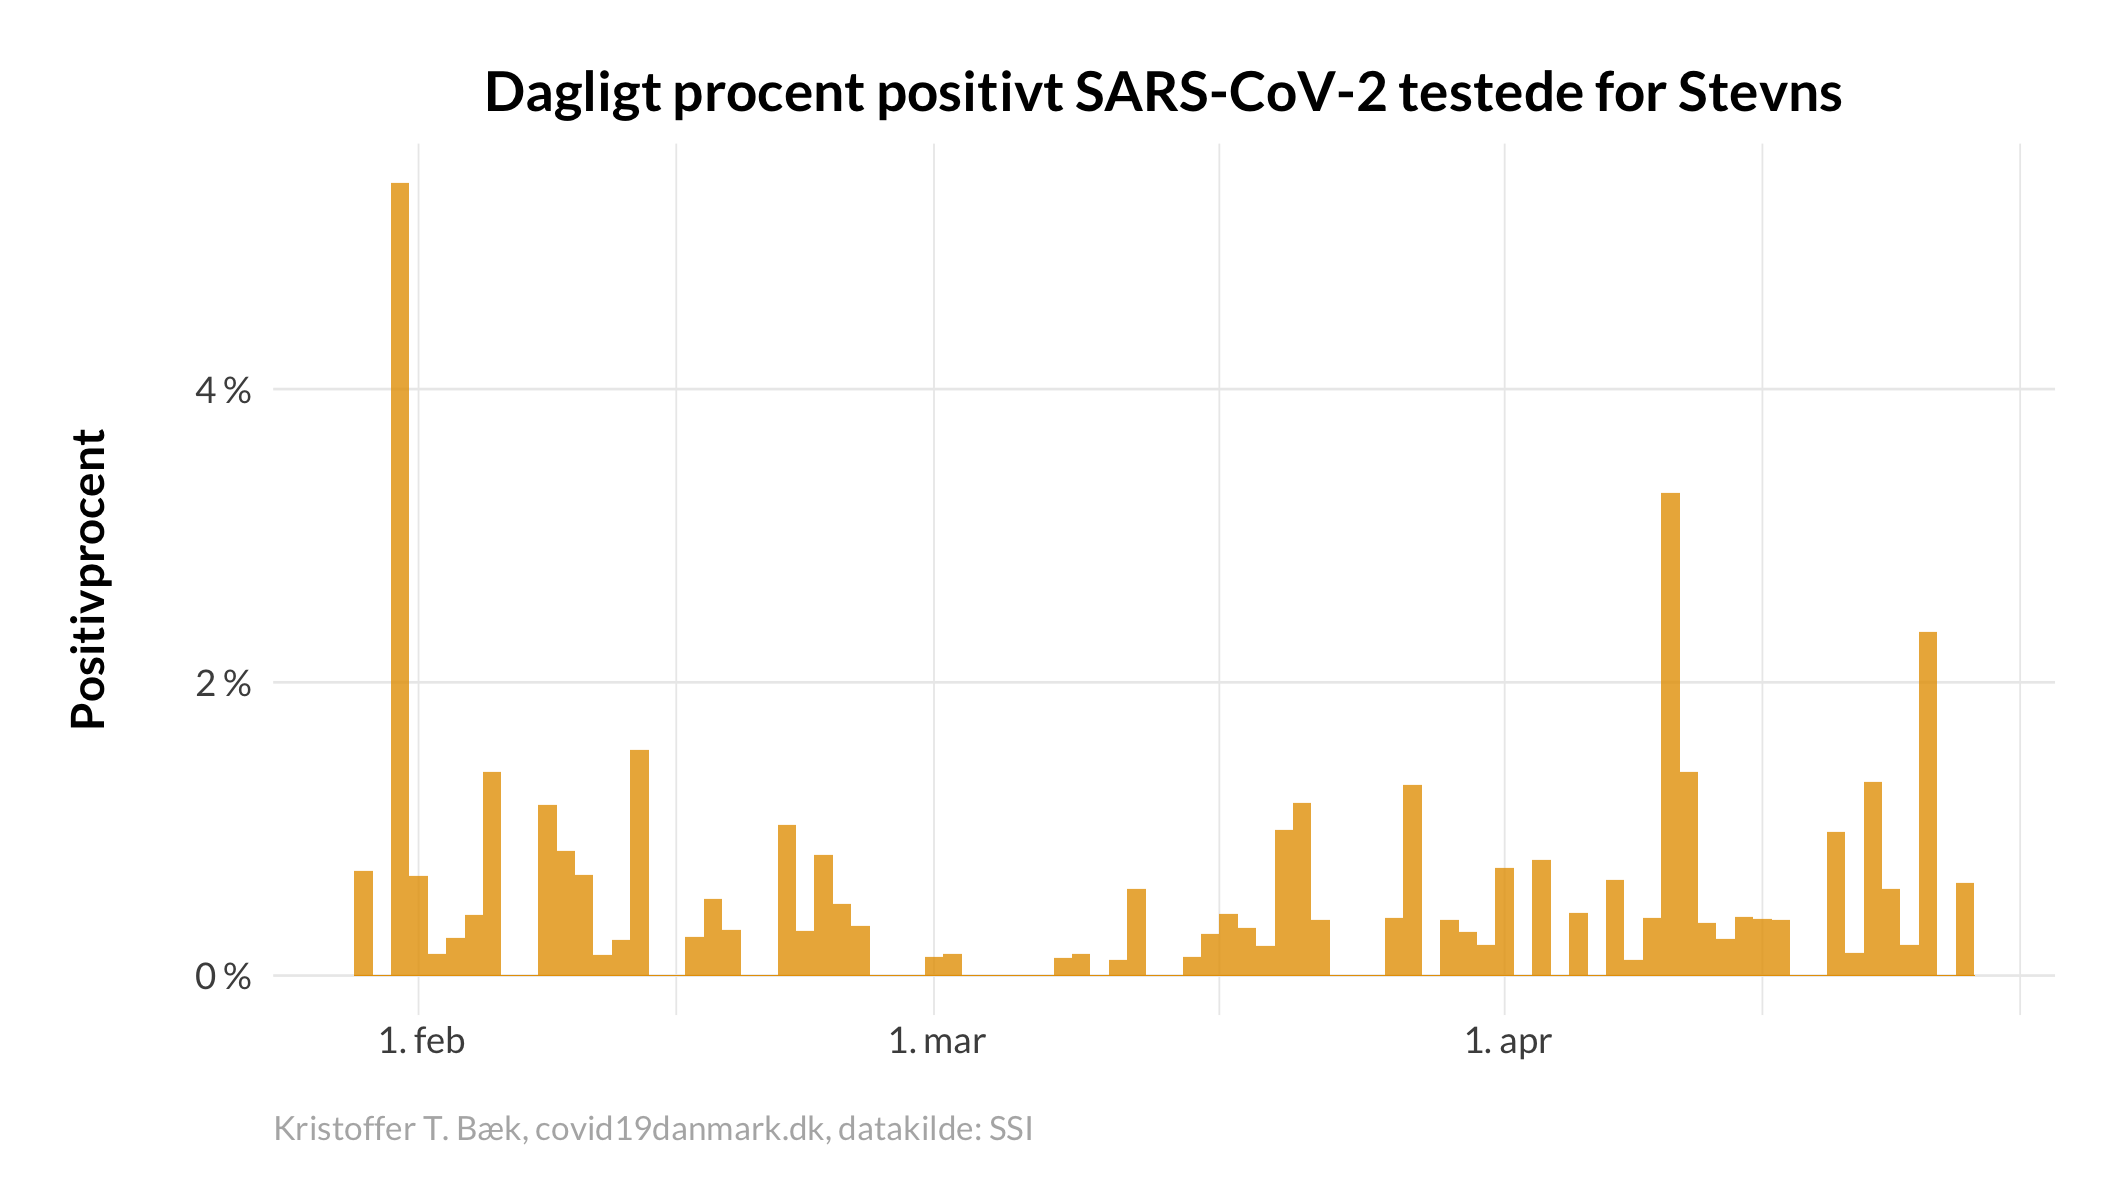 Dagligt procent positivt SARS-CoV-2 testede for Stevns
Positivprocent
4 %
2 %
0 %
1. feb
1. mar
1. apr
Kristoffer T. Bæk, covid19danmark.dk, datakilde: SSI